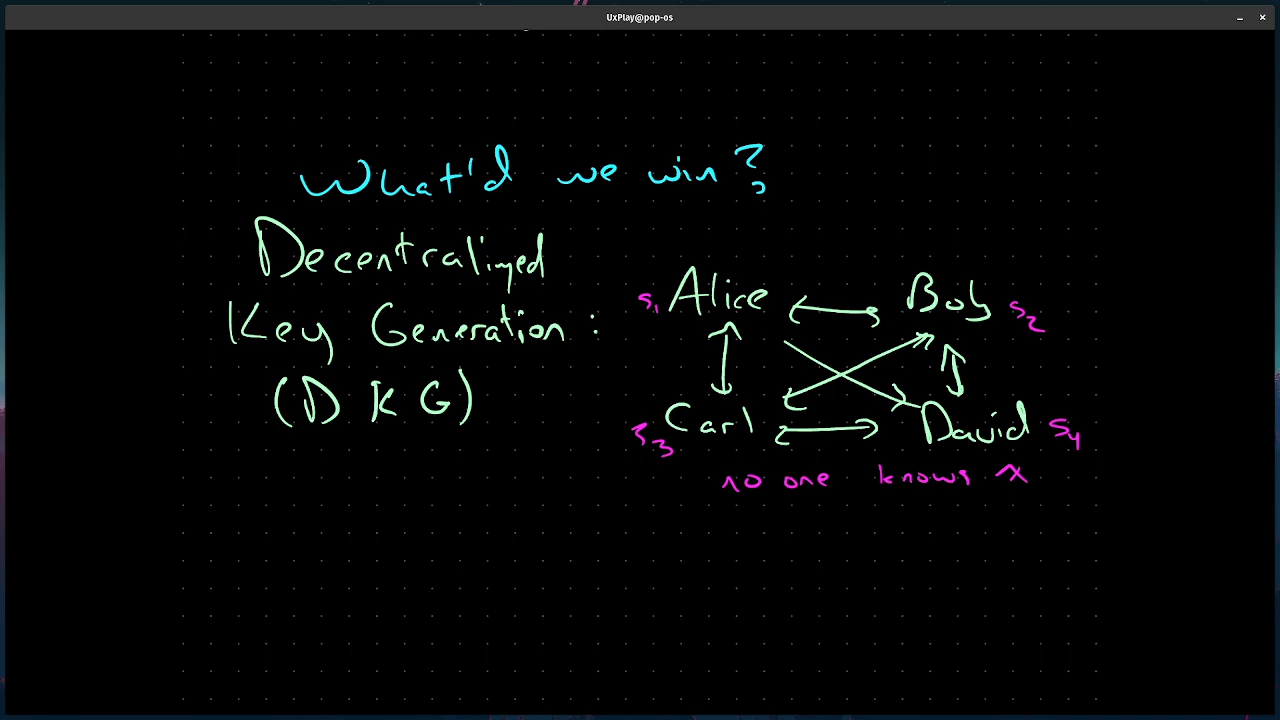 UxPlay@pop-os
What'd we win?
Decentralized
Key Generation:
(DKG)
s1 Alice Bob s2
s3 Carl David s4
no one knows x